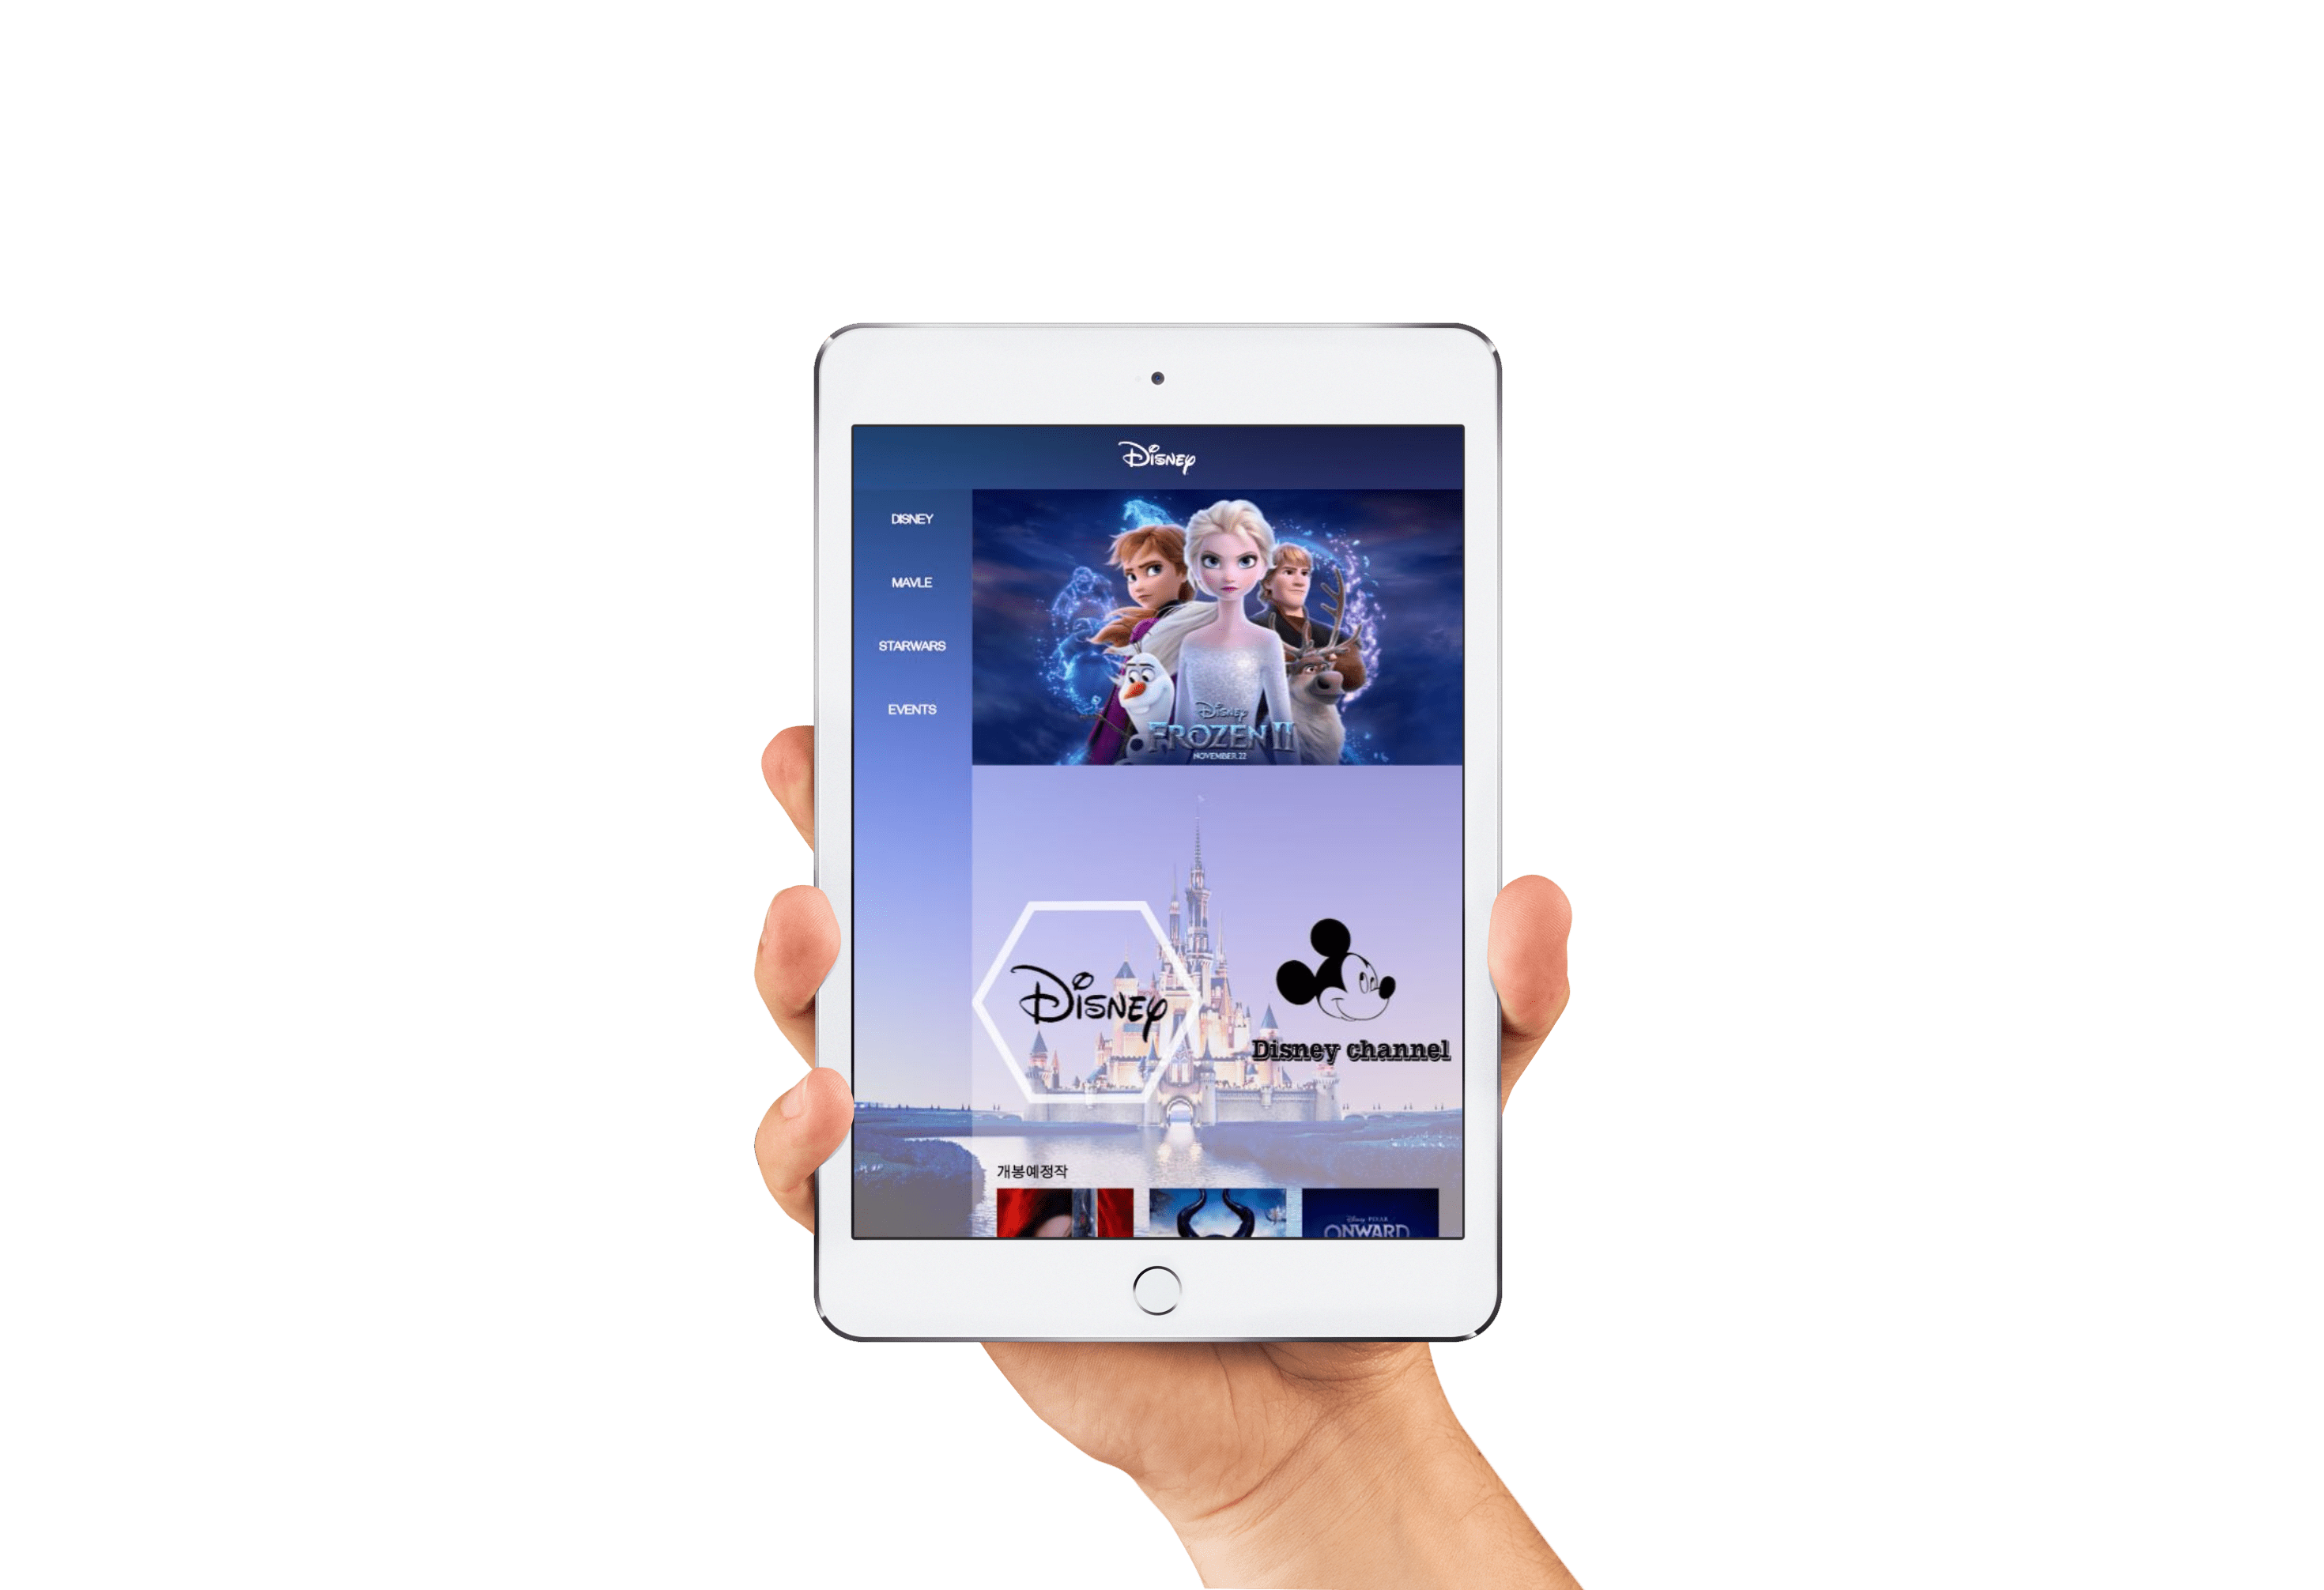 Disney
DISNEY
MAVLE
STARWARS
EVENTS
Disney
FROZEN II
NOVEMBER 22
Disney
Disney channel
개봉예정작
Disney PIXAR
ONWARD